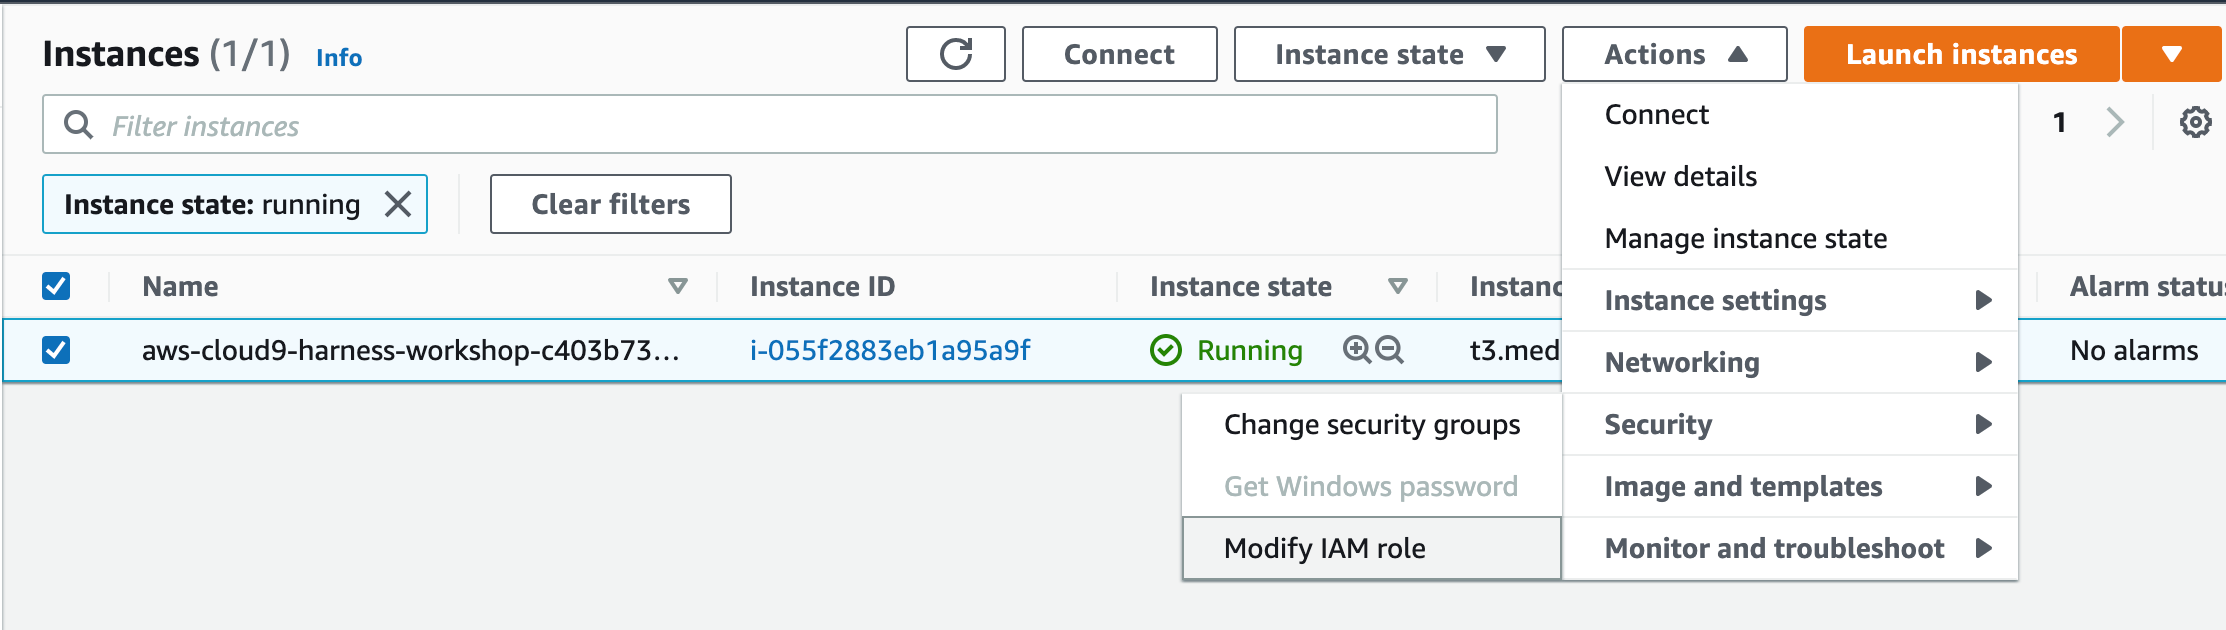 Instances (1/1) Info
Connect
Instance state
Actions
Launch instances
Filter instances
1
Instance state: running
Clear filters
Name
Instance ID
Instance state
Instanc
Alarm statu
aws-cloud9-harness-workshop-c403b73...
i-055f2883eb1a95a9f
Running
t3.med
No alarms
Connect
View details
Manage instance state
Instance settings
Networking
Security
Image and templates
Monitor and troubleshoot
Change security groups
Get Windows password
Modify IAM role